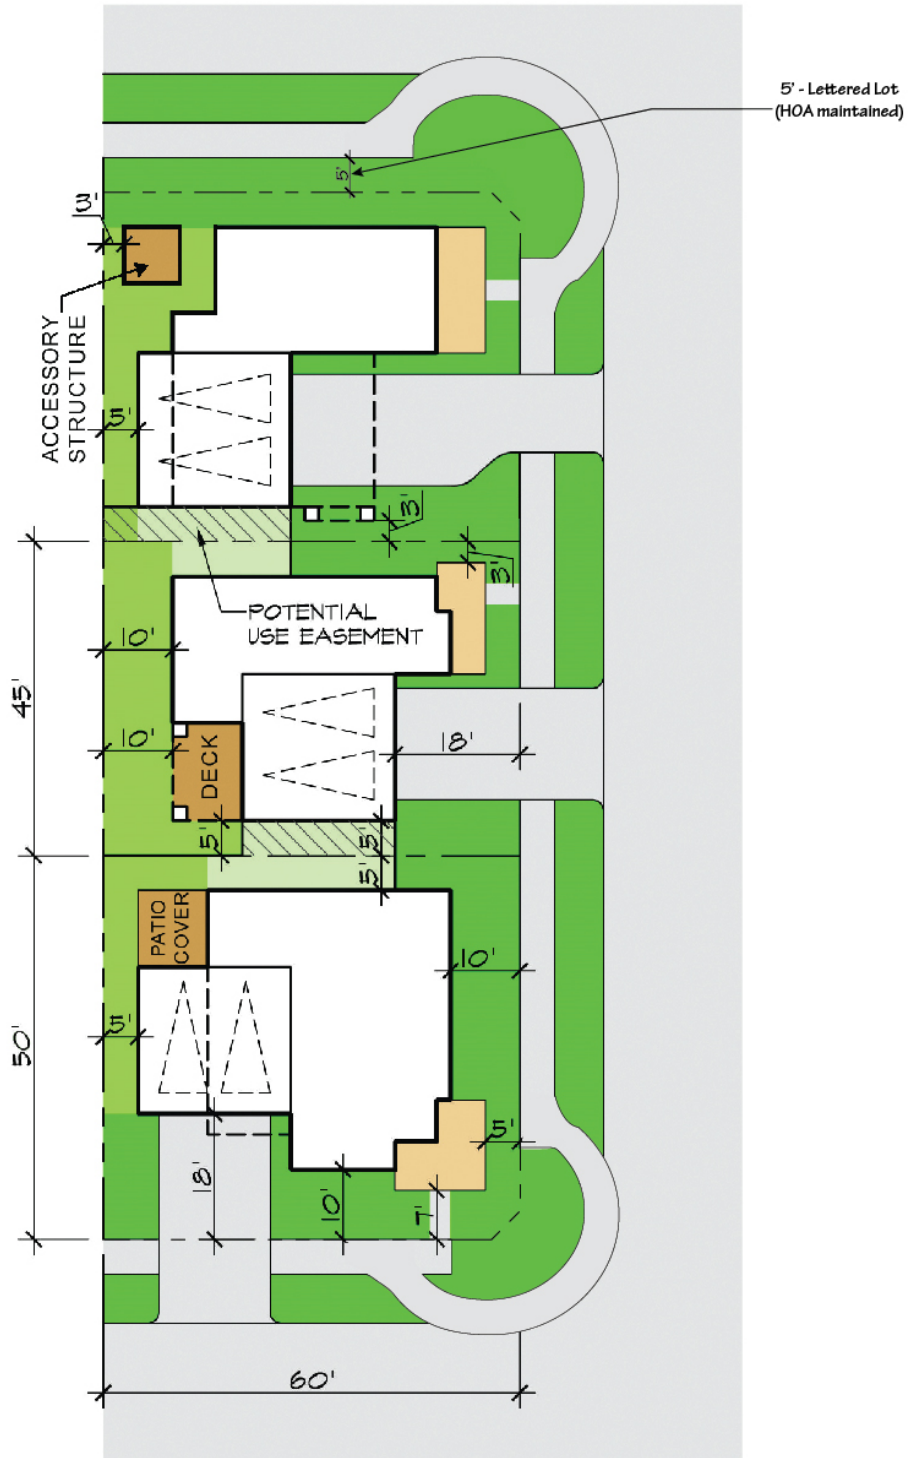 5' - Lettered Lot
(HOA maintained)
5'
3'
ACCESSORY
STRUCTURE
5'
3'
3'
POTENTIAL
USE EASEMENT
10'
45'
10'
DECK
18'
5'
5'
5'
PATIO
COVER
10'
5'
50'
5'
18'
10'
7'
60'